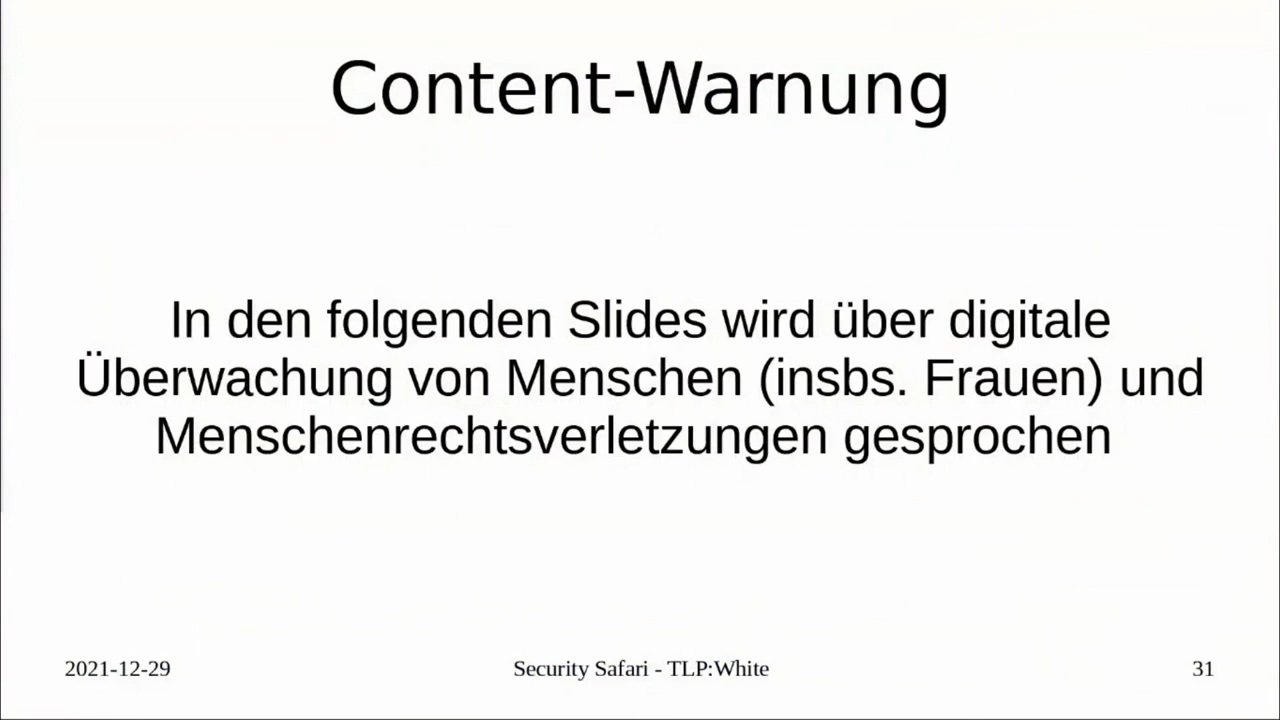 Content-Warnung
In den folgenden Slides wird über digitale
Überwachung von Menschen (insbs. Frauen) und
Menschenrechtsverletzungen gesprochen
2021-12-29
Security Safari - TLP:White
31